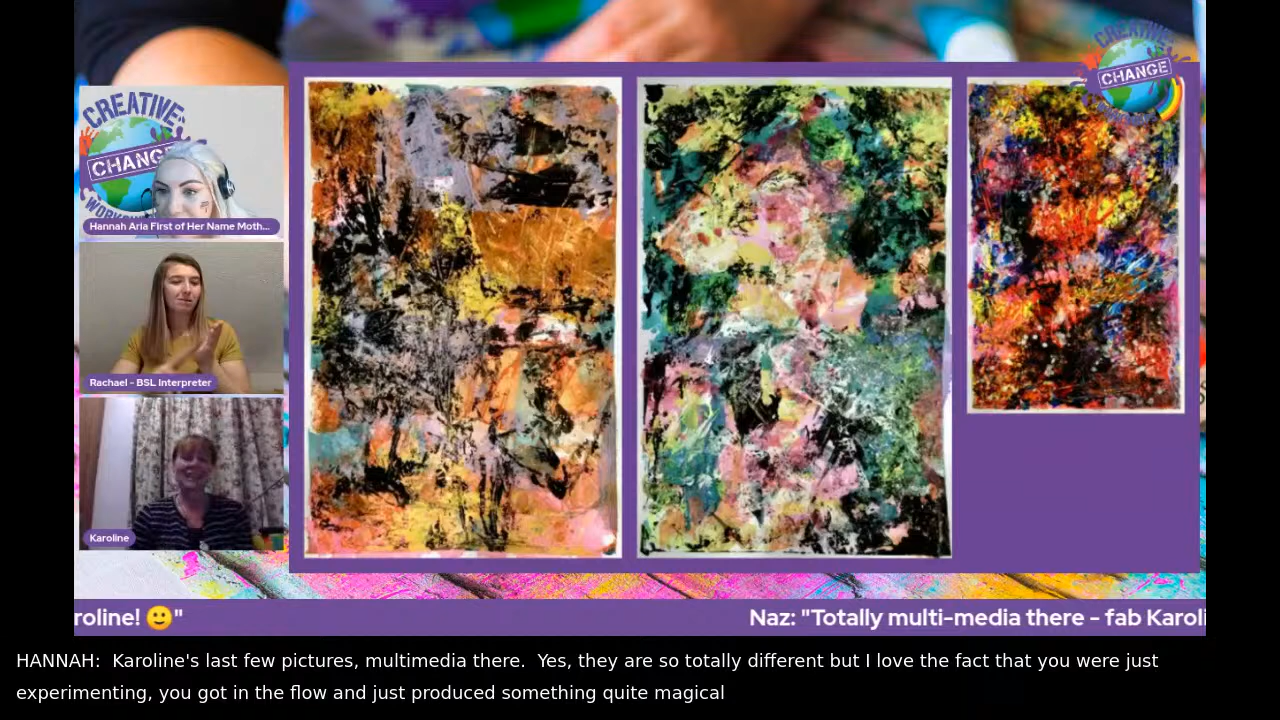 CREATIVE
CHANGE
CREATIVE
CHANGE
Hannah Aria First of Her Name Moth...
Rachael - BSL Interpreter
Karoline
roline! 🙂"
Naz: "Totally multi-media there - fab Karoli
HANNAH:  Karoline's last few pictures, multimedia there.  Yes, they are so totally different but I love the fact that you were just
experimenting, you got in the flow and just produced something quite magical